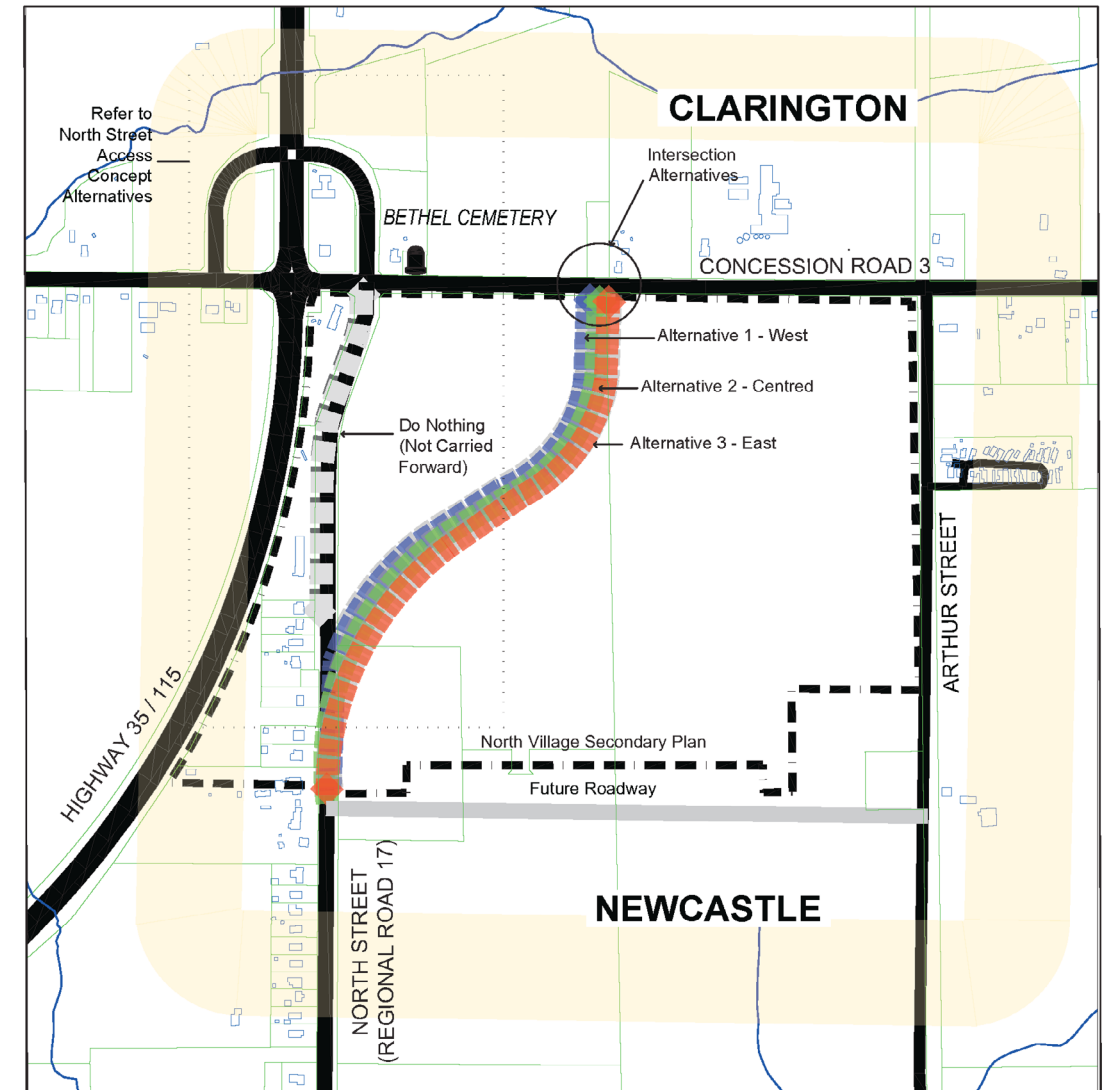 CLARINGTON
Refer to
North Street
Access
Concept
Alternatives
Intersection
Alternatives
BETHEL CEMETERY
CONCESSION ROAD 3
Alternative 1 - West
Alternative 2 - Centred
Do Nothing
(Not Carried
Forward)
Alternative 3 - East
ARTHUR STREET
HIGHWAY 35 / 115
North Village Secondary Plan
Future Roadway
NORTH STREET
(REGIONAL ROAD 17)
NEWCASTLE